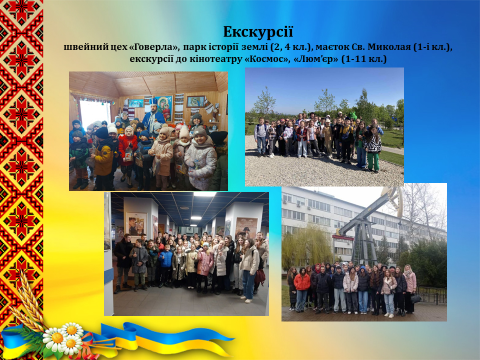 Екскурсії
швейний цех «Говерла», парк історії землі (2, 4 кл.), маєток Св. Миколая (1-і кл.),
екскурсії до кінотеатру «Космос», «Люм'єр» (1-11 кл.)